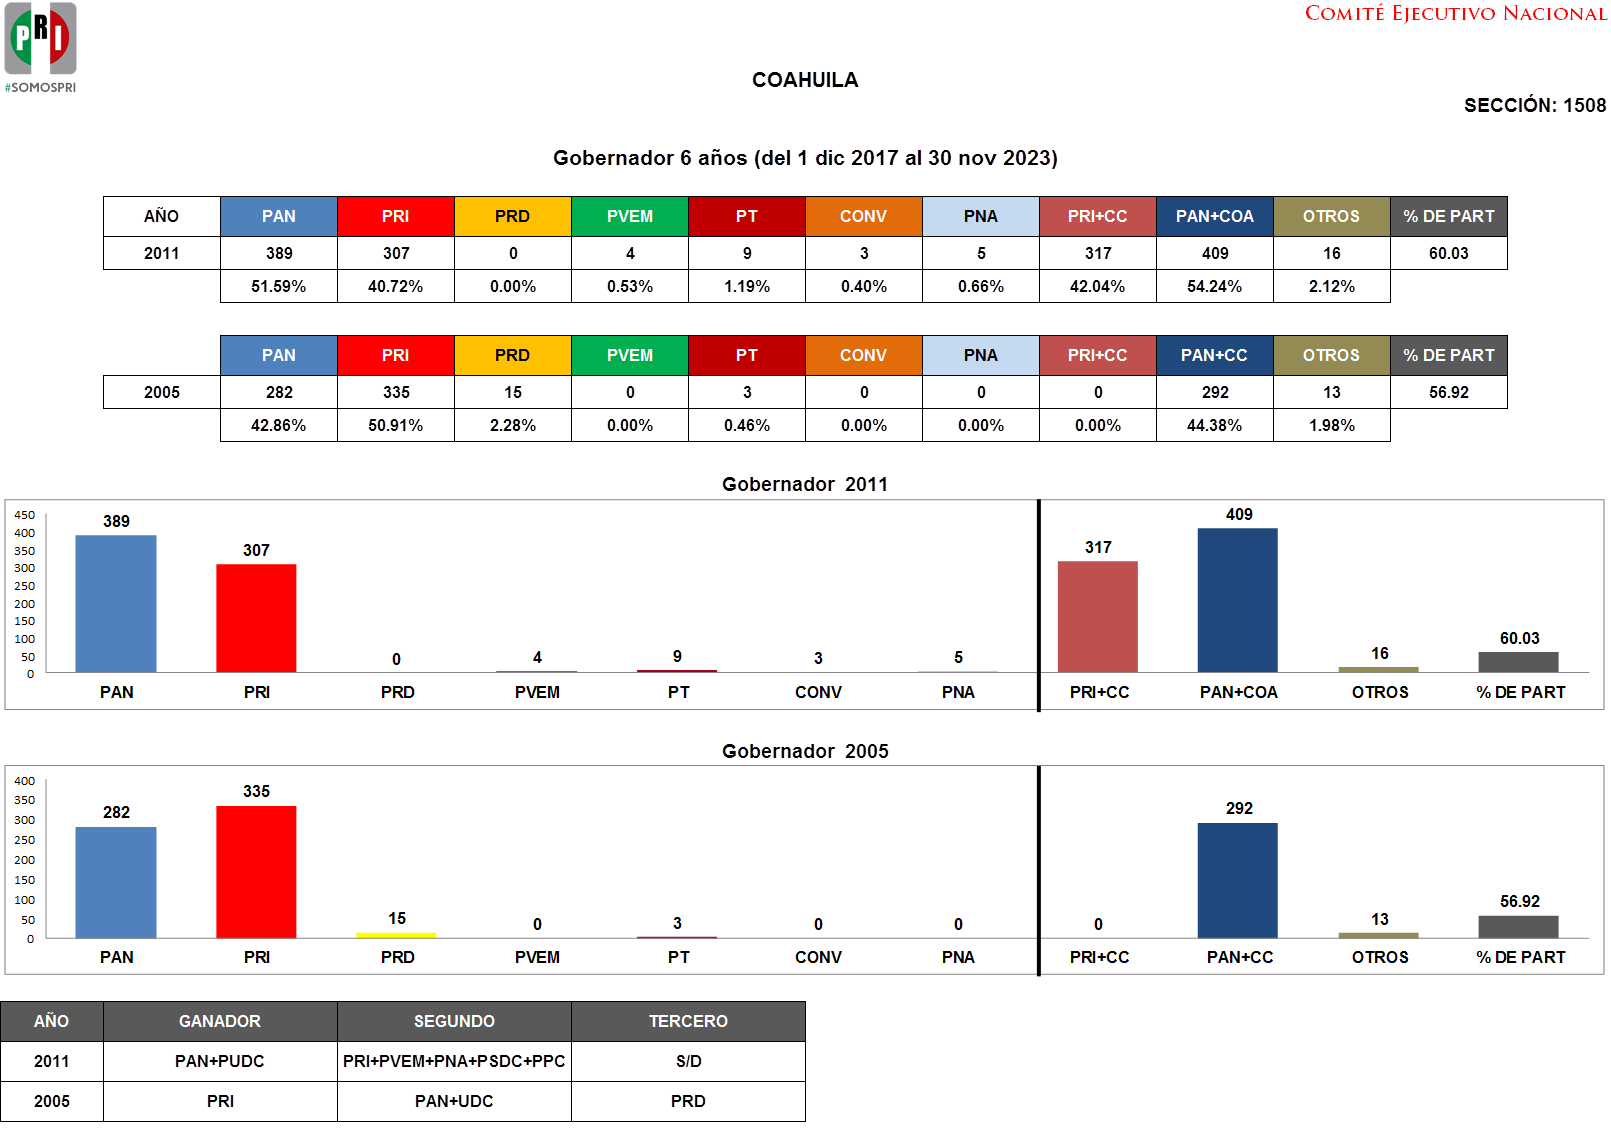 PRI
#SOMOSPRI
COMITÉ EJECUTIVO NACIONAL
COAHUILA
SECCIÓN: 1508
Gobernador 6 años (del 1 dic 2017 al 30 nov 2023)
AÑO PAN PRI PRD PVEM PT CONV PNA PRI+CC PAN+COA OTROS % DE PART
2011 389 307 0 4 9 3 5 317 409 16 60.03
51.59% 40.72% 0.00% 0.53% 1.19% 0.40% 0.66% 42.04% 54.24% 2.12%
PAN PRI PRD PVEM PT CONV PNA PRI+CC PAN+CC OTROS % DE PART
2005 282 335 15 0 3 0 0 0 292 13 56.92
42.86% 50.91% 2.28% 0.00% 0.46% 0.00% 0.00% 0.00% 44.38% 1.98%
Gobernador 2011
450
400
350
300
250
200
150
100
50
0
389 307 0 4 9 3 5 317 409 16 60.03
PAN PRI PRD PVEM PT CONV PNA PRI+CC PAN+COA OTROS % DE PART
Gobernador 2005
400
350
300
250
200
150
100
50
0
282 335 15 0 3 0 0 0 292 13 56.92
PAN PRI PRD PVEM PT CONV PNA PRI+CC PAN+CC OTROS % DE PART
AÑO GANADOR SEGUNDO TERCERO
2011 PAN+PUDC PRI+PVEM+PNA+PSDC+PPC S/D
2005 PRI PAN+UDC PRD